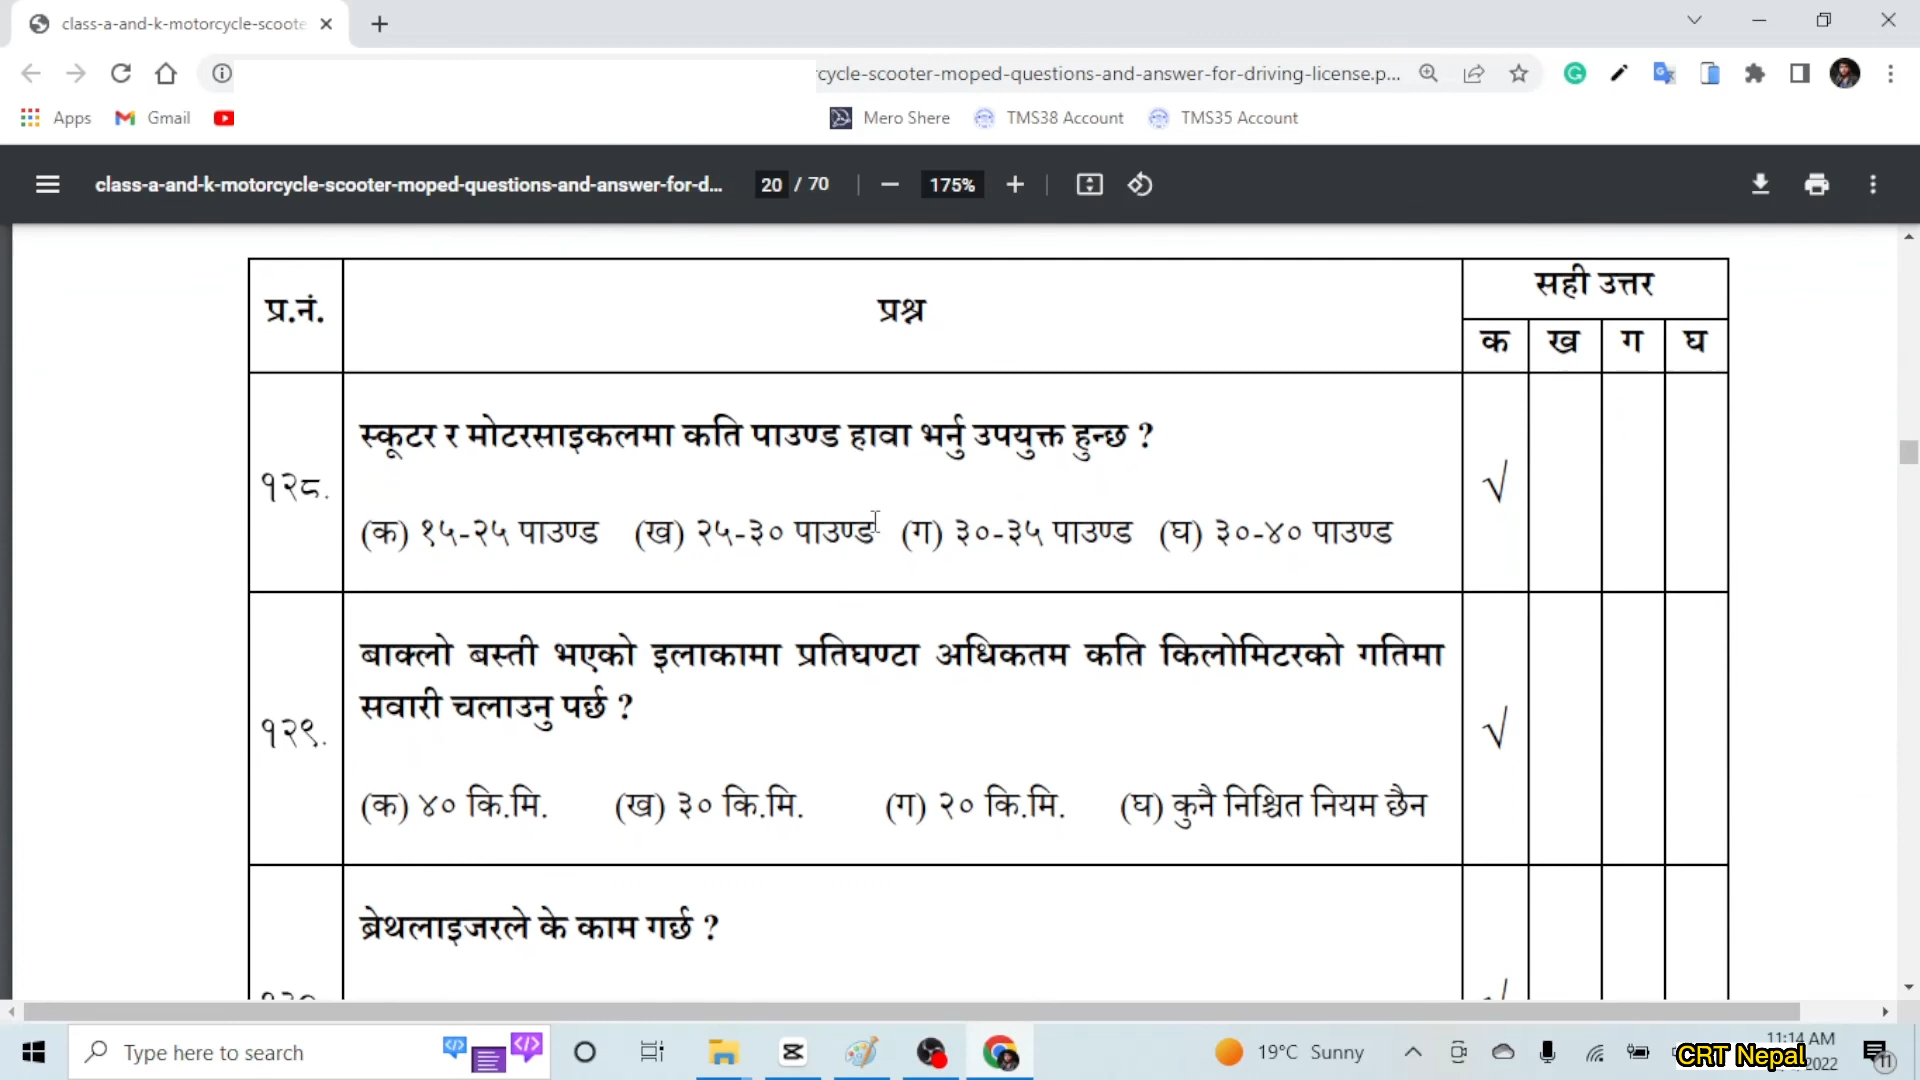 class-a-and-k-motorcycle-scoote
cycle-scooter-moped-questions-and-answer-for-driving-license.p...
Apps Gmail Mero Shere TMS38 Account TMS35 Account
class-a-and-k-motorcycle-scooter-moped-questions-and-answer-for-d... 20 / 70 175%
प्र.नं. प्रश्न सही उत्तर
क ख ग घ
स्कूटर र मोटरसाइकलमा कति पाउण्ड हावा भर्नु उपयुक्त हुन्छ ?
१२८. √
(क) १५-२५ पाउण्ड (ख) २५-३० पाउण्ड (ग) ३०-३५ पाउण्ड (घ) ३०-४० पाउण्ड
बाक्लो बस्ती भएको इलाकामा प्रतिघण्टा अधिकतम कति किलोमिटरको गतिमा
सवारी चलाउनु पर्छ ?
१२९. √
(क) ४० कि.मि. (ख) ३० कि.मि. (ग) २० कि.मि. (घ) कुनै निश्चित नियम छैन
ब्रेथलाइजरले के काम गर्छ ?
Type here to search 19°C Sunny 11:14 AM
CRT Nepal 2022 11